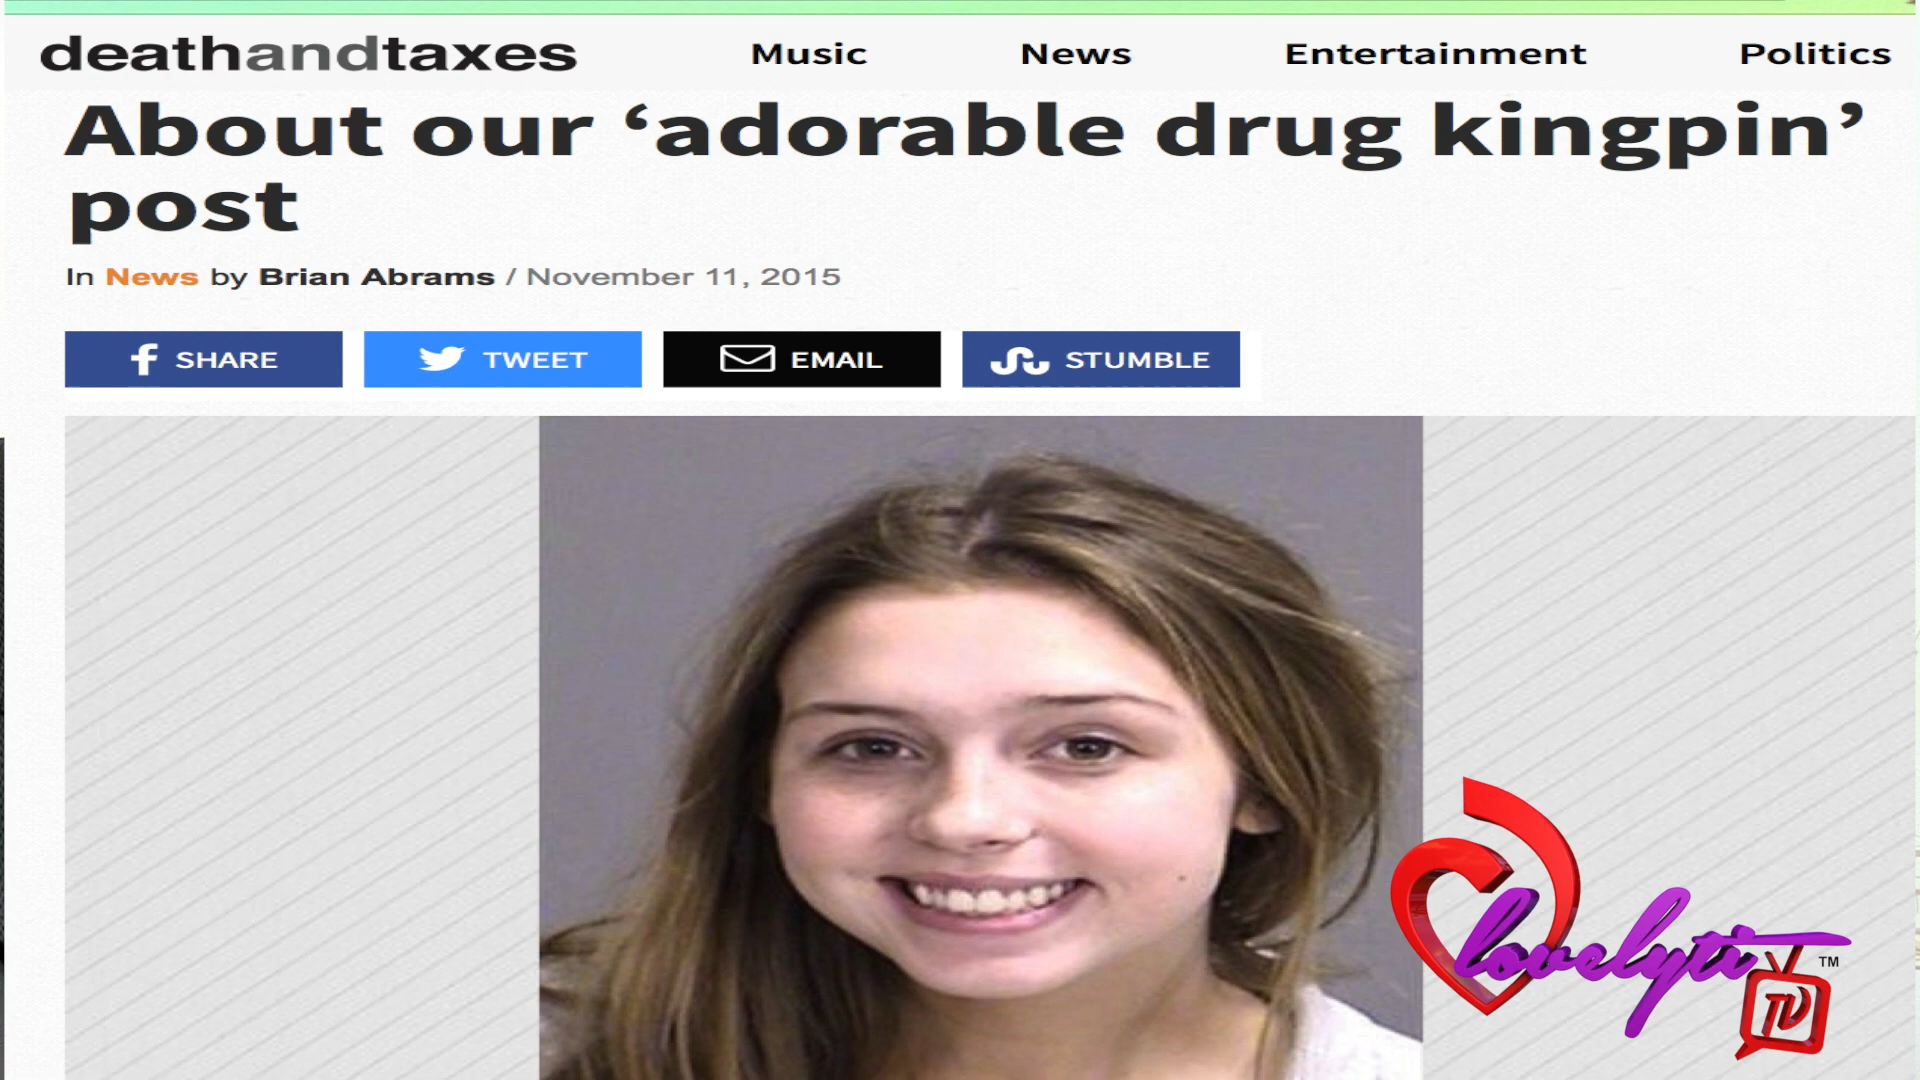 deathandtaxes Music News Entertainment Politics
About our ‘adorable drug kingpin’
post
In News by Brian Abrams / November 11, 2015
f SHARE TWEET EMAIL STUMBLE
lovelyti
TM
TV